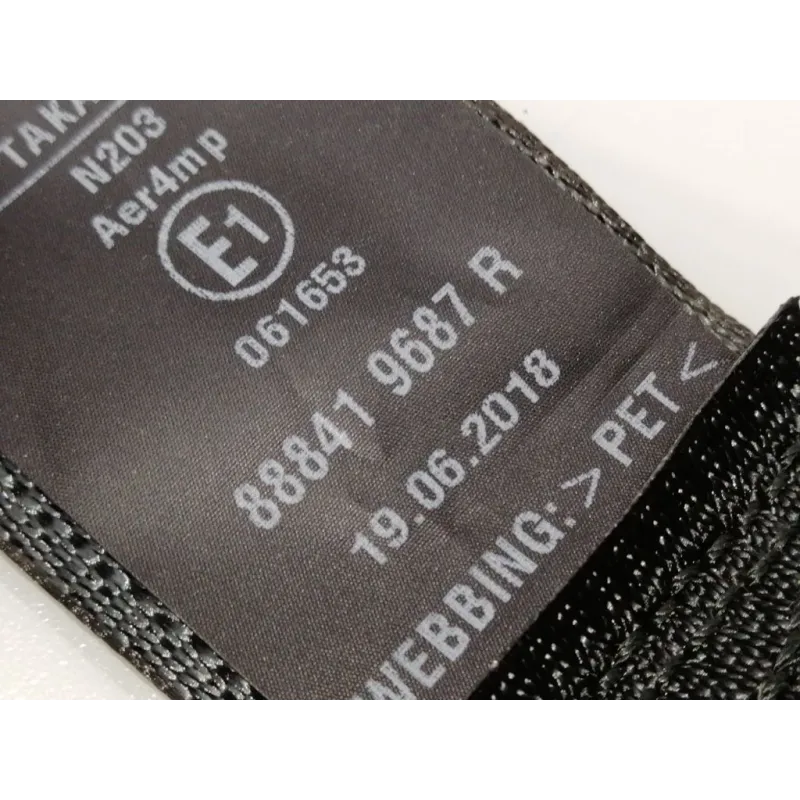 TAKA
N203
Aer4mp
E1
061653
88841 9687 R
19.06.2018
WEBBING:>PET<